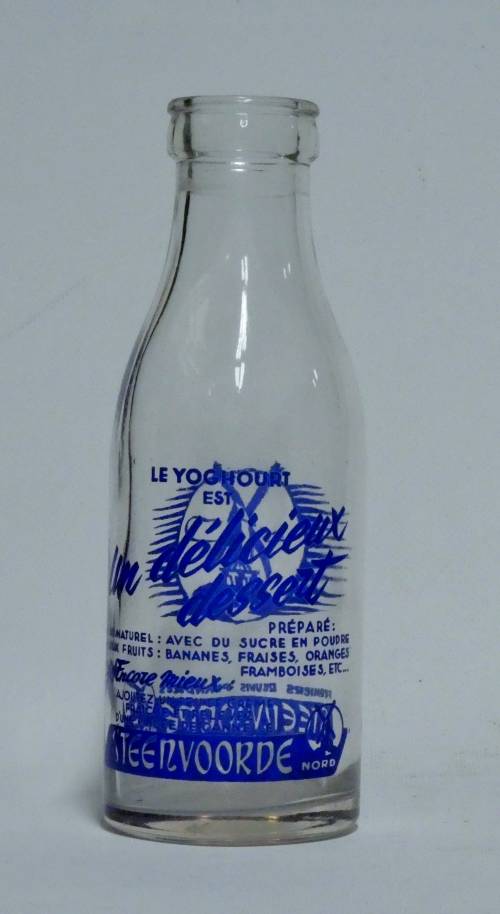 LE YOGHOURT
EST
un délicieux
dessert
PRÉPARÉ:
NATUREL: AVEC DU SUCRE EN POUDRE
FRUITS: BANANES, FRAISES, ORANGES
FRAMBOISES, ETC...
Encore mieux
AJOUTEZ
STEENVOORDE
NORD